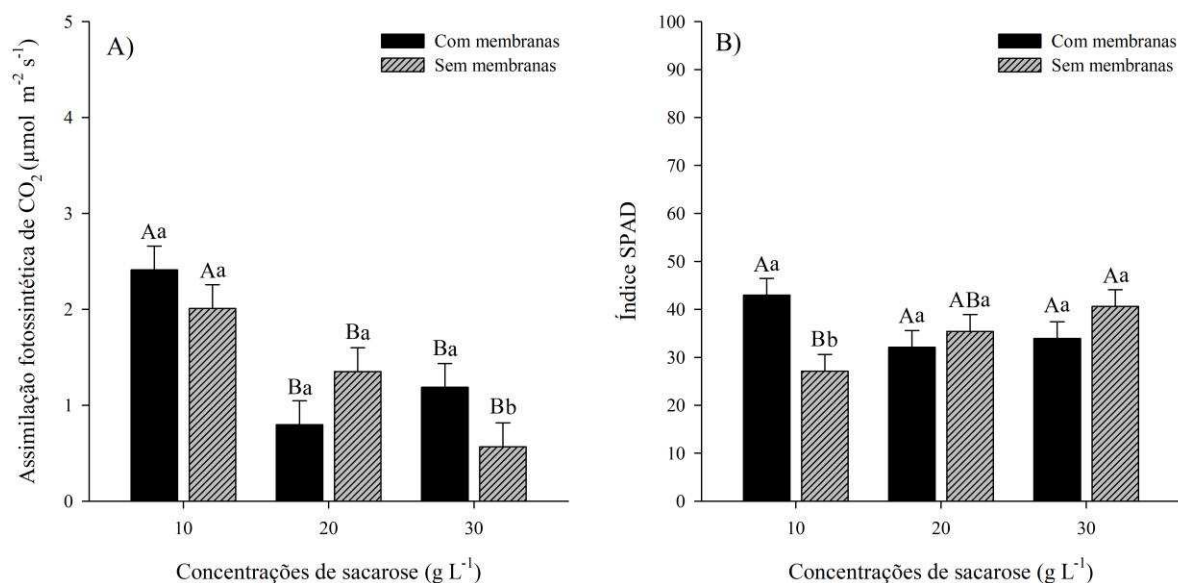 A)
Com membranas
Sem membranas
Assimilação fotossintética de CO₂ (µmol m⁻² s⁻¹)
5
4
3
2
1
0
Aa
Aa
Ba
Ba
Ba
Bb
10
20
30
Concentrações de sacarose (g L⁻¹)
B)
Com membranas
Sem membranas
Índice SPAD
100
90
80
70
60
50
40
30
20
10
0
Aa
Bb
Aa
ABa
Aa
Aa
10
20
30
Concentrações de sacarose (g L⁻¹)